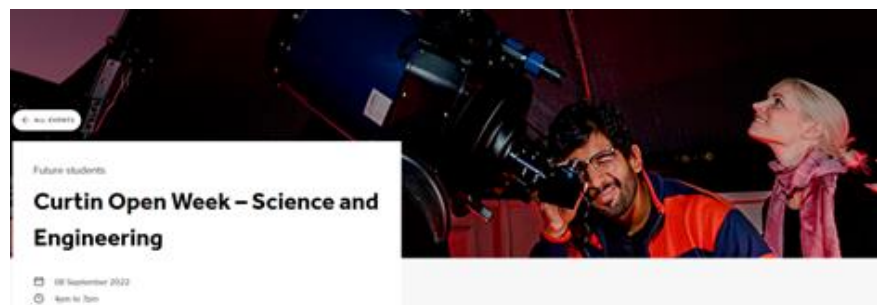 ← ALL EVENTS
Future students
Curtin Open Week – Science and
Engineering
08 September 2022
4pm to 7pm